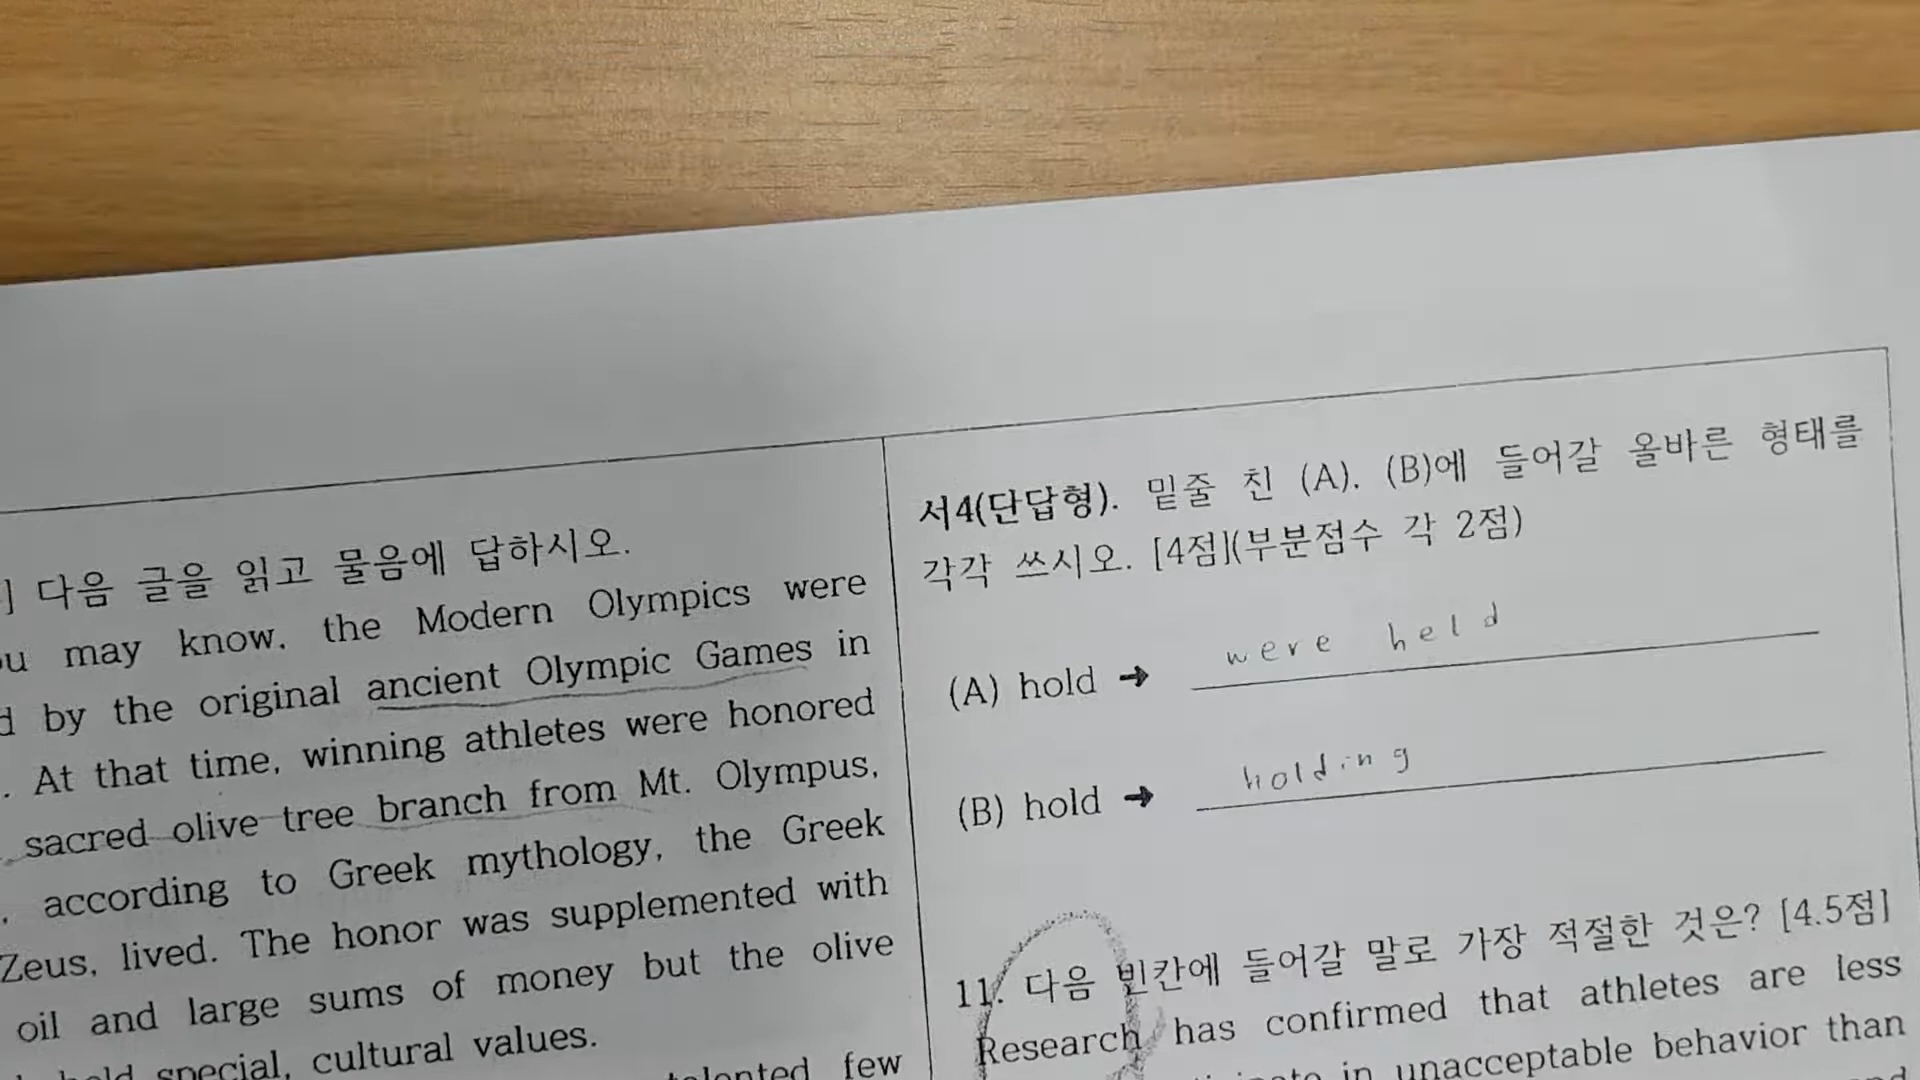 ] 다음 글을 읽고 물음에 답하시오.
may know, the Modern Olympics were
by the original ancient Olympic Games in
. At that time, winning athletes were honored
sacred olive tree branch from Mt. Olympus,
, according to Greek mythology, the Greek
Zeus, lived. The honor was supplemented with
oil and large sums of money but the olive
special, cultural values.
talented few
서4(단답형). 밑줄 친 (A), (B)에 들어갈 올바른 형태를
각각 쓰시오. [4점](부분점수 각 2점)
(A) hold → were held
(B) hold → holding
11. 다음 빈칸에 들어갈 말로 가장 적절한 것은? [4.5점]
Research has confirmed that athletes are less
in unacceptable behavior than